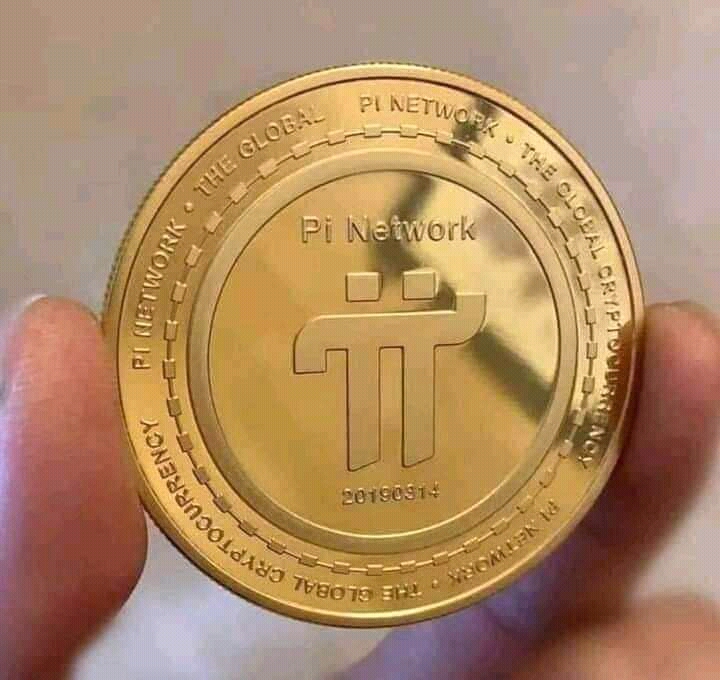 PI NETWORK • THE GLOBAL CRYPTOCURRENCY
PI NETWORK • THE GLOBAL CRYPTOCURRENCY
PI NETWORK • THE GLOBAL
Pi Network
20190314